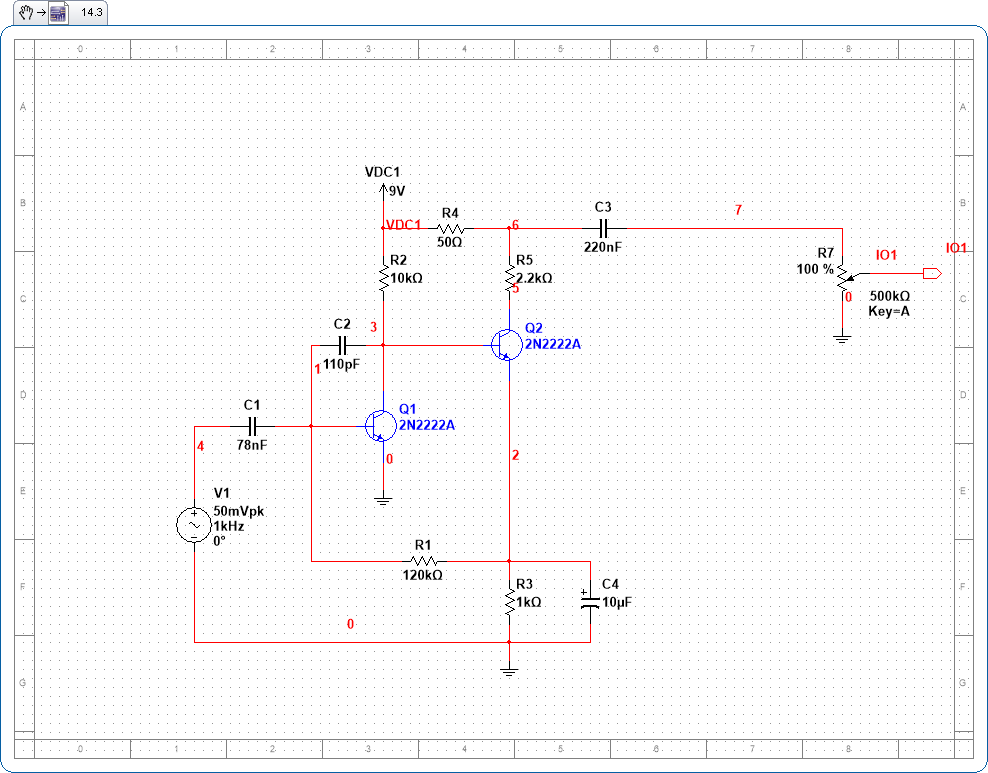 14.3
0 1 2 3 4 5 6 7 8
A A
VDC1
9V
B B
R4
VDC1
50Ω
6
C3
220nF
7
R7
100 %
IO1
IO1
R2
10kΩ
R5
2.2kΩ
5
0
500kΩ
Key=A
C C
C2
3
110pF
1
Q2
2N2222A
D D
C1
78nF
4
Q1
2N2222A
0
2
E E
V1
50mVpk
1kHz
0°
R1
120kΩ
F F
R3
1kΩ
C4
10µF
0
G G
0 1 2 3 4 5 6 7 8